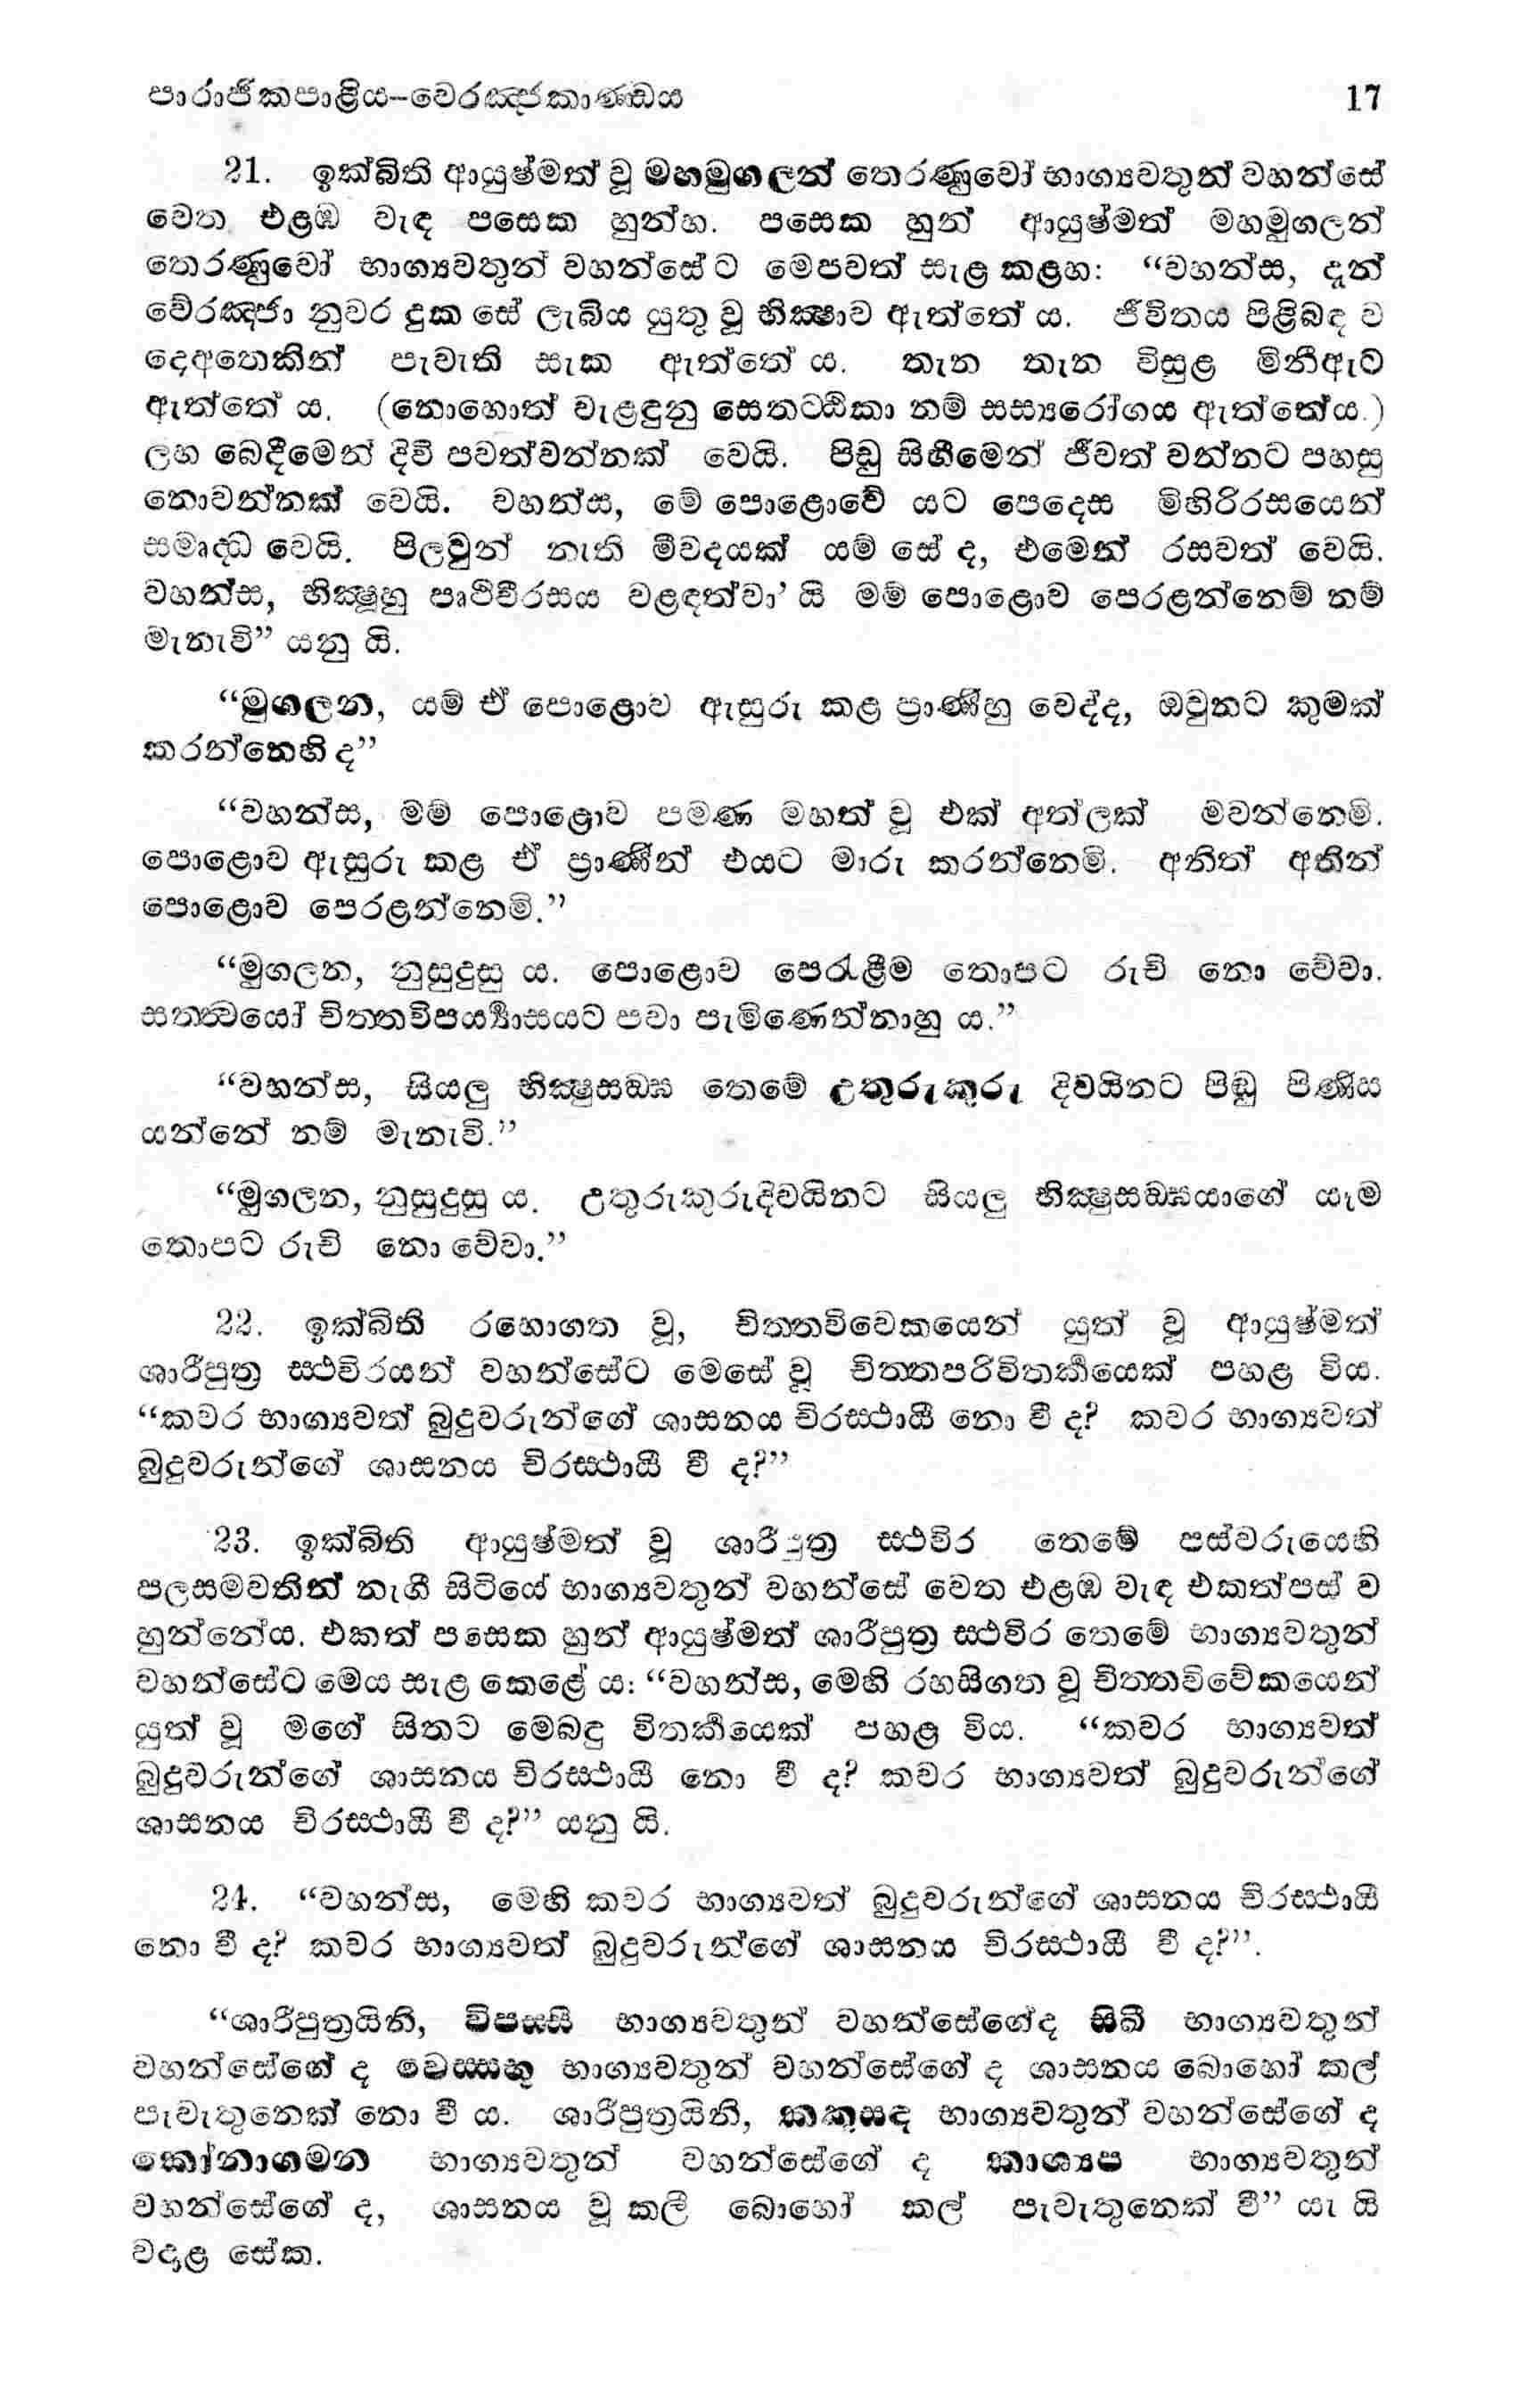 පාරාජිකපාළිය-වෙරඤ්ජකාණ්ඩය 17
21. ඉක්බිති ආයුෂ්මත් වූ මහමුගලන් තෙරණුවෝ භාග්‍යවතුන් වහන්සේ
වෙත එළඹ වැඳ පසෙක හුන්හ. පසෙක හුන් ආයුෂ්මත් මහමුගලන්
තෙරණුවෝ භාග්‍යවතුන් වහන්සේ ට මෙපවත් සැළ කළහ: “වහන්ස, දැන්
වේරඤ්ජා නුවර දුක සේ ලැබිය යුතු වූ භික්‍ෂාව ඇත්තේ ය. ජීවිතය පිළිබඳ ව
දෙඅතෙකින් පැවැති සැක ඇත්තේ ය. තැන තැන විසුළ මිනීඇට
ඇත්තේ ය. (නොහොත් වැළඳුනු සෙතට්ඨිකා නම් සස්‍යරෝගය ඇත්තේය.)
ලහ බෙදීමෙන් දිවි පවත්වන්නක් වෙයි. පිඬු සිඟීමෙන් ජීවත් වන්නට පහසු
නොවන්නක් වෙයි. වහන්ස, මේ පොළොවේ යට පෙදෙස මිහිරිරසයෙන්
සමෘද්ධ වෙයි. පිලවුන් නැති මීවදයක් යම් සේ ද, එමෙන් රසවත් වෙයි.
වහන්ස, භික්‍ෂූහු පෘථිවීරසය වළඳත්වා’ යි මම් පොළොව පෙරළන්නෙම් නම්
මැනැවි” යනු යි.
“මුගලන, යම් ඒ පොළොව ඇසුරු කළ ප්‍රාණීහු වෙද්ද, ඔවුනට කුමක්
කරන්නෙහි ද”
“වහන්ස, මම් පොළොව පමණ මහත් වූ එක් අත්ලක් මවන්නෙමි.
පොළොව ඇසුරු කළ ඒ ප්‍රාණීන් එයට මාරු කරන්නෙමි. අනිත් අතින්
පොළොව පෙරළන්නෙමි.”
“මුගලන, නුසුදුසු ය. පොළොව පෙරැළීම තොපට රුචි නො වේවා.
සත්ත්‍වයෝ චිත්තවිපර්‍ය්‍යාසයට පවා පැමිණෙන්නාහු ය.”
“වහන්ස, සියලු භික්‍ෂුසඞ්ඝ තෙමේ උතුරුකුරු දිවයිනට පිඬු පිණිස
යන්නේ නම් මැනැවි.”
“මුගලන, නුසුදුසු ය. උතුරුකුරුදිවයිනට සියලු භික්‍ෂුසඞ්ඝයාගේ යෑම
තොපට රුචි නො වේවා.”
22. ඉක්බිති රහොගත වූ, චිත්තවිවෙකයෙන් යුත් වූ ආයුෂ්මත්
ශාරීපුත්‍ර ස්ථවිරයන් වහන්සේට මෙසේ වූ චිත්තපරිවිතර්කයෙක් පහළ විය.
“කවර භාග්‍යවත් බුදුවරුන්ගේ ශාසනය චිරස්ථායී නො වී ද? කවර භාග්‍යවත්
බුදුවරුන්ගේ ශාසනය චිරස්ථායී වී ද?”
23. ඉක්බිති ආයුෂ්මත් වූ ශාරීපුත්‍ර ස්ථවිර තෙමේ පස්වරුයෙහි
පලසමවතින් නැගී සිටියේ භාග්‍යවතුන් වහන්සේ වෙත එළඹ වැඳ එකත්පස් ව
හුන්නේය. එකත් පසෙක හුන් ආයුෂ්මත් ශාරීපුත්‍ර ස්ථවිර තෙමේ භාග්‍යවතුන්
වහන්සේට මෙය සැළ කෙළේ ය: “වහන්ස, මෙහි රහසිගත වූ චිත්තවිවේකයෙන්
යුත් වූ මගේ සිතට මෙබඳු විතර්කයෙක් පහළ විය. “කවර භාග්‍යවත්
බුදුවරුන්ගේ ශාසනය චිරස්ථායී නො වී ද? කවර භාග්‍යවත් බුදුවරුන්ගේ
ශාසනය චිරස්ථායී වී ද?” යනු යි.
24. “වහන්ස, මෙහි කවර භාග්‍යවත් බුදුවරුන්ගේ ශාසනය චිරස්ථායී
නො වී ද? කවර භාග්‍යවත් බුදුවරුන්ගේ ශාසනය චිරස්ථායී වී ද?”.
“ශාරීපුත්‍රයිනි, විපස්සී භාග්‍යවතුන් වහන්සේගේද සිඛී භාග්‍යවතුන්
වහන්සේගේ ද වෙස්සභූ භාග්‍යවතුන් වහන්සේගේ ද ශාසනය බොහෝ කල්
පැවැතුනෙක් නො වී ය. ශාරීපුත්‍රයිනි, කකුසඳ භාග්‍යවතුන් වහන්සේගේ ද
කෝනාගමන භාග්‍යවතුන් වහන්සේගේ ද කාශ්‍යප භාග්‍යවතුන්
වහන්සේගේ ද, ශාසනය වූ කලී බොහෝ කල් පැවැතුනෙක් වී” යැ යි
වදාළ සේක.